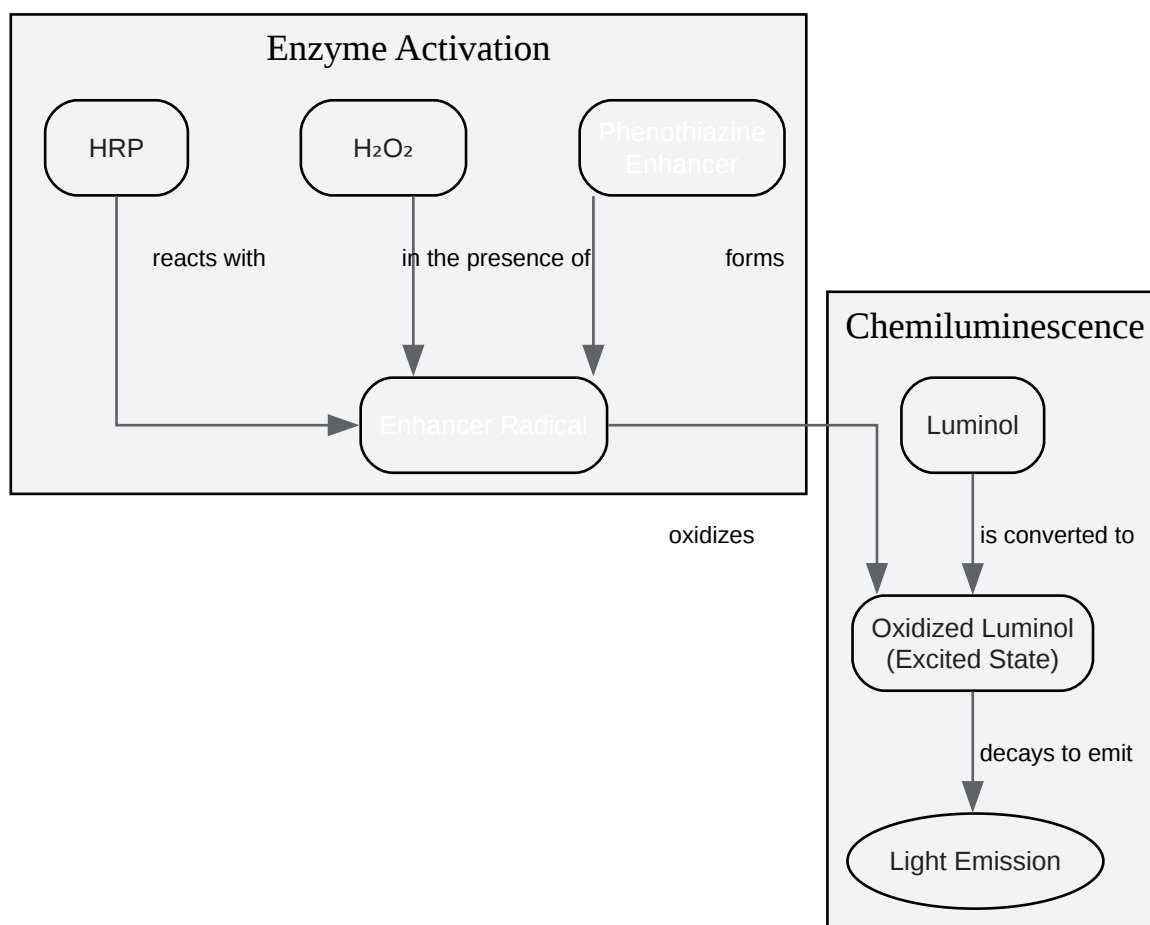 Enzyme Activation
HRP
H₂O₂
Phenothiazine
Enhancer
reacts with
in the presence of
forms
Enhancer Radical
oxidizes
Chemiluminescence
Luminol
is converted to
Oxidized Luminol
(Excited State)
decays to emit
Light Emission